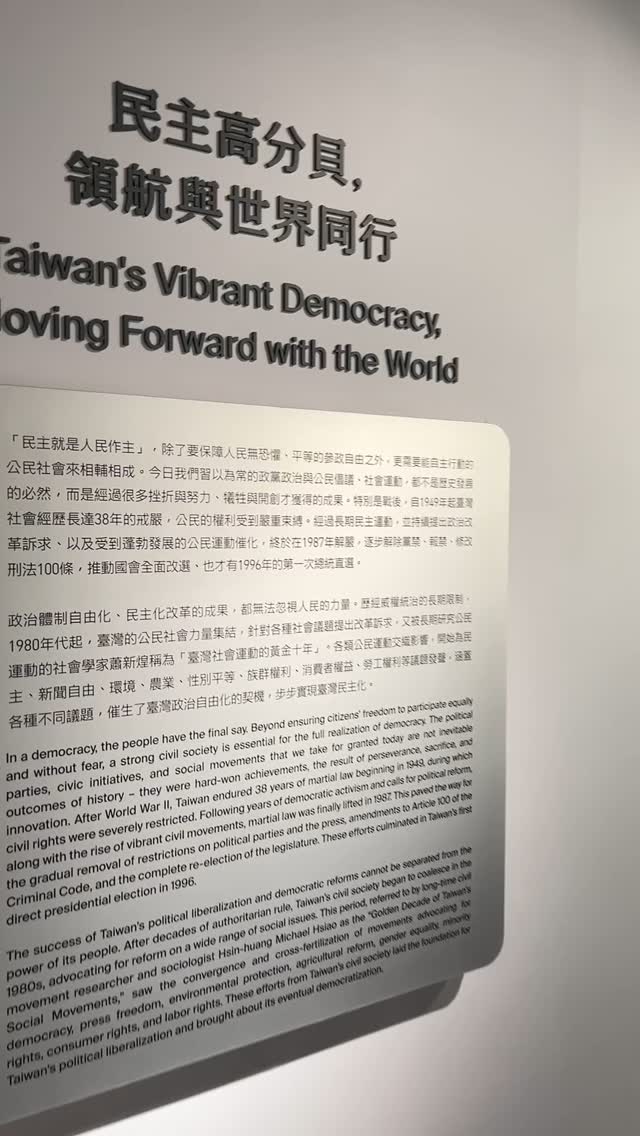 民主高分貝,
領航與世界同行
Taiwan's Vibrant Democracy,
Moving Forward with the World
「民主就是人民作主」，除了要保障人民無恐懼、平等的參政自由之外，更需要能自主行動的
公民社會來相輔相成。今日我們習以為常的政黨政治與公民倡議、社會運動，都不是歷史發展
的必然，而是經過很多挫折與努力、犧牲與開創才獲得的成果。特別是戰後，自1949年起臺灣
社會經歷長達38年的戒嚴，公民的權利受到嚴重束縛。經過長期民主運動，並持續提出政治改
革訴求、以及受到蓬勃發展的公民運動催化，終於在1987年解嚴，逐步解除黨禁、報禁、修改
刑法100條，推動國會全面改選、也才有1996年的第一次總統直選。
政治體制自由化、民主化改革的成果，都無法忽視人民的力量。歷經威權統治的長期限制，
1980年代起，臺灣的公民社會力量集結，針對各種社會議題提出改革訴求，又被長期研究公民
運動的社會學家蕭新煌稱為「臺灣社會運動的黃金十年」。各類公民運動交織影響，開始為民
主、新聞自由、環境、農業、性別平等、族群權利、消費者權益、勞工權利等議題發聲，涵蓋
各種不同議題，催生了臺灣政治自由化的契機，步步實現臺灣民主化。
In a democracy, the people have the final say. Beyond ensuring citizens' freedom to participate equally
and without fear, a strong civil society is essential for the full realization of democracy. The political
parties, civic initiatives, and social movements that we take for granted today are not inevitable
outcomes of history – they were hard-won achievements, the result of perseverance, sacrifice, and
innovation. After World War II, Taiwan endured 38 years of martial law beginning in 1949, during which
civil rights were severely restricted. Following years of democratic activism and calls for political reform,
along with the rise of vibrant civil movements, martial law was finally lifted in 1987. This paved the way for
the gradual removal of restrictions on political parties and the press, amendments to Article 100 of the
Criminal Code, and the complete re-election of the legislature. These efforts culminated in Taiwan's first
direct presidential election in 1996.
The success of Taiwan's political liberalization and democratic reforms cannot be separated from the
power of its people. After decades of authoritarian rule, Taiwan's civil society began to coalesce in the
1980s, advocating for reform on a wide range of social issues. This period, referred to by long-time civil
movement researcher and sociologist Hsin-huang Michael Hsiao as the "Golden Decade of Taiwan's
Social Movements," saw the convergence and cross-fertilization of movements advocating for
democracy, press freedom, environmental protection, agricultural reform, gender equality, minority
rights, consumer rights, and labor rights. These efforts from Taiwan's civil society laid the foundation for
Taiwan's political liberalization and brought about its eventual democratization.